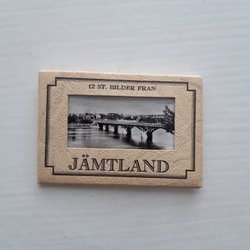 12 ST. BILDER FRÅN
JÄMTLAND